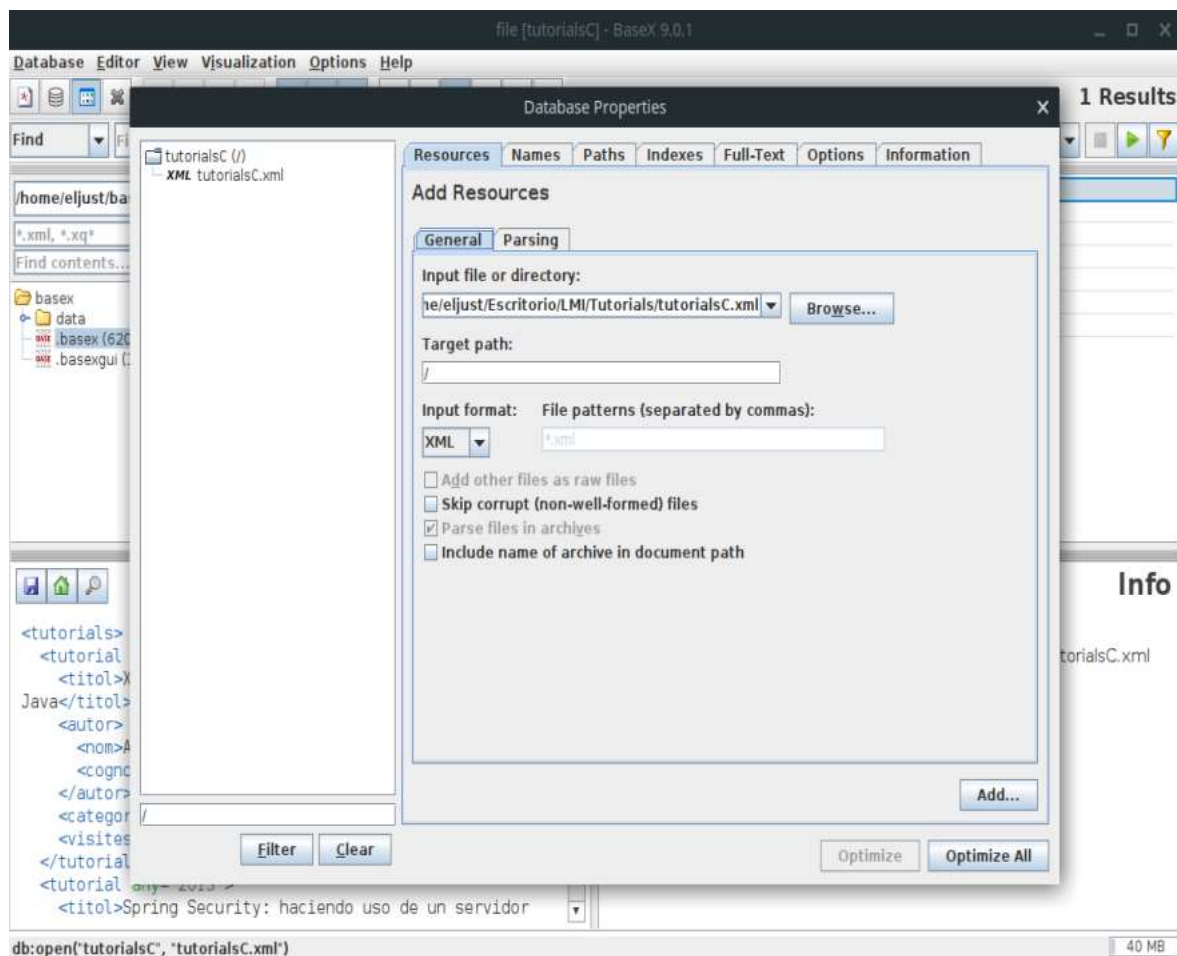 file [tutorialsC] - BaseX 9.0.1
Database Editor View Visualization Options Help
Database Properties
1 Results
Find
/home/eljust/ba
*.xml, *.xq*
Find contents...
basex
data
.basex (620
.basexgui (
tutorialsC (/)
XML tutorialsC.xml
/
Filter Clear
Resources Names Paths Indexes Full-Text Options Information
Add Resources
General Parsing
Input file or directory:
ne/eljust/Escritorio/LMI/Tutorials/tutorialsC.xml
Browse...
Target path:
/
Input format: File patterns (separated by commas):
XML *.xml
Add other files as raw files
Skip corrupt (non-well-formed) files
Parse files in archives
Include name of archive in document path
Add...
Optimize Optimize All
Info
torialsC.xml
<tutorials>
<tutorial
<titol>X
Java</titol>
<autor>
<nom>A
<cogno
</autor>
<categor
<visites
</tutorial
<tutorial any="2015">
<titol>Spring Security: haciendo uso de un servidor
db:open("tutorialsC", "tutorialsC.xml")
40 MB